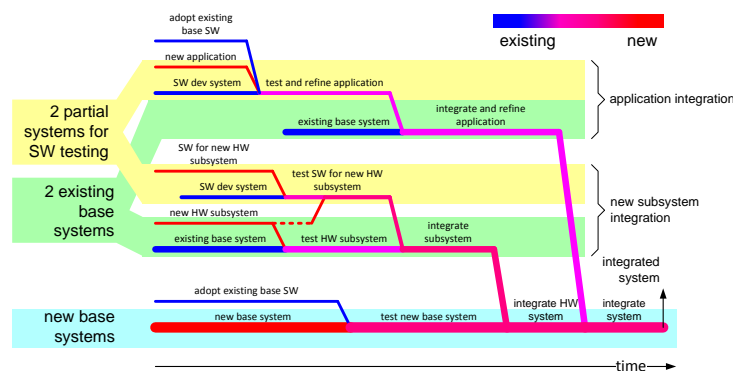 adopt existing
base SW
existing
new
new application
SW dev system
test and refine application
2 partial
systems for
SW testing
integrate and refine
application
application integration
existing base system
SW for new HW
subsystem
test SW for new HW
subsystem
SW dev system
2 existing
base
systems
new HW subsystem
new subsystem
integration
existing base system
test HW subsystem
integrate
subsystem
integrated
system
adopt existing base SW
new base
systems
new base system
test new base system
integrate HW
system
integrate
system
time